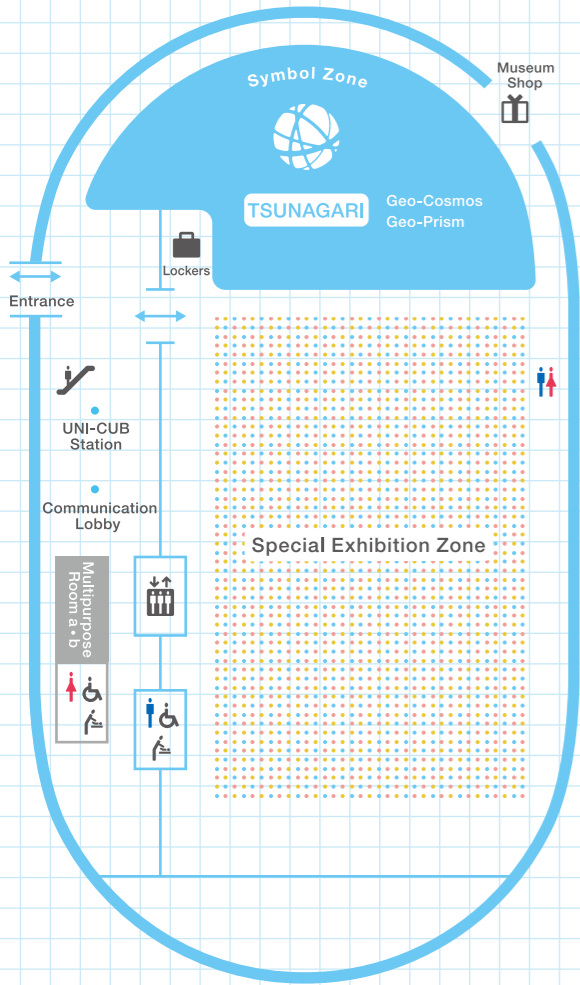 Museum
Shop
Symbol Zone
TSUNAGARI
Geo-Cosmos
Geo-Prism
Lockers
Entrance
UNI-CUB
Station
Communication
Lobby
Special Exhibition Zone
Multipurpose
Room a • b